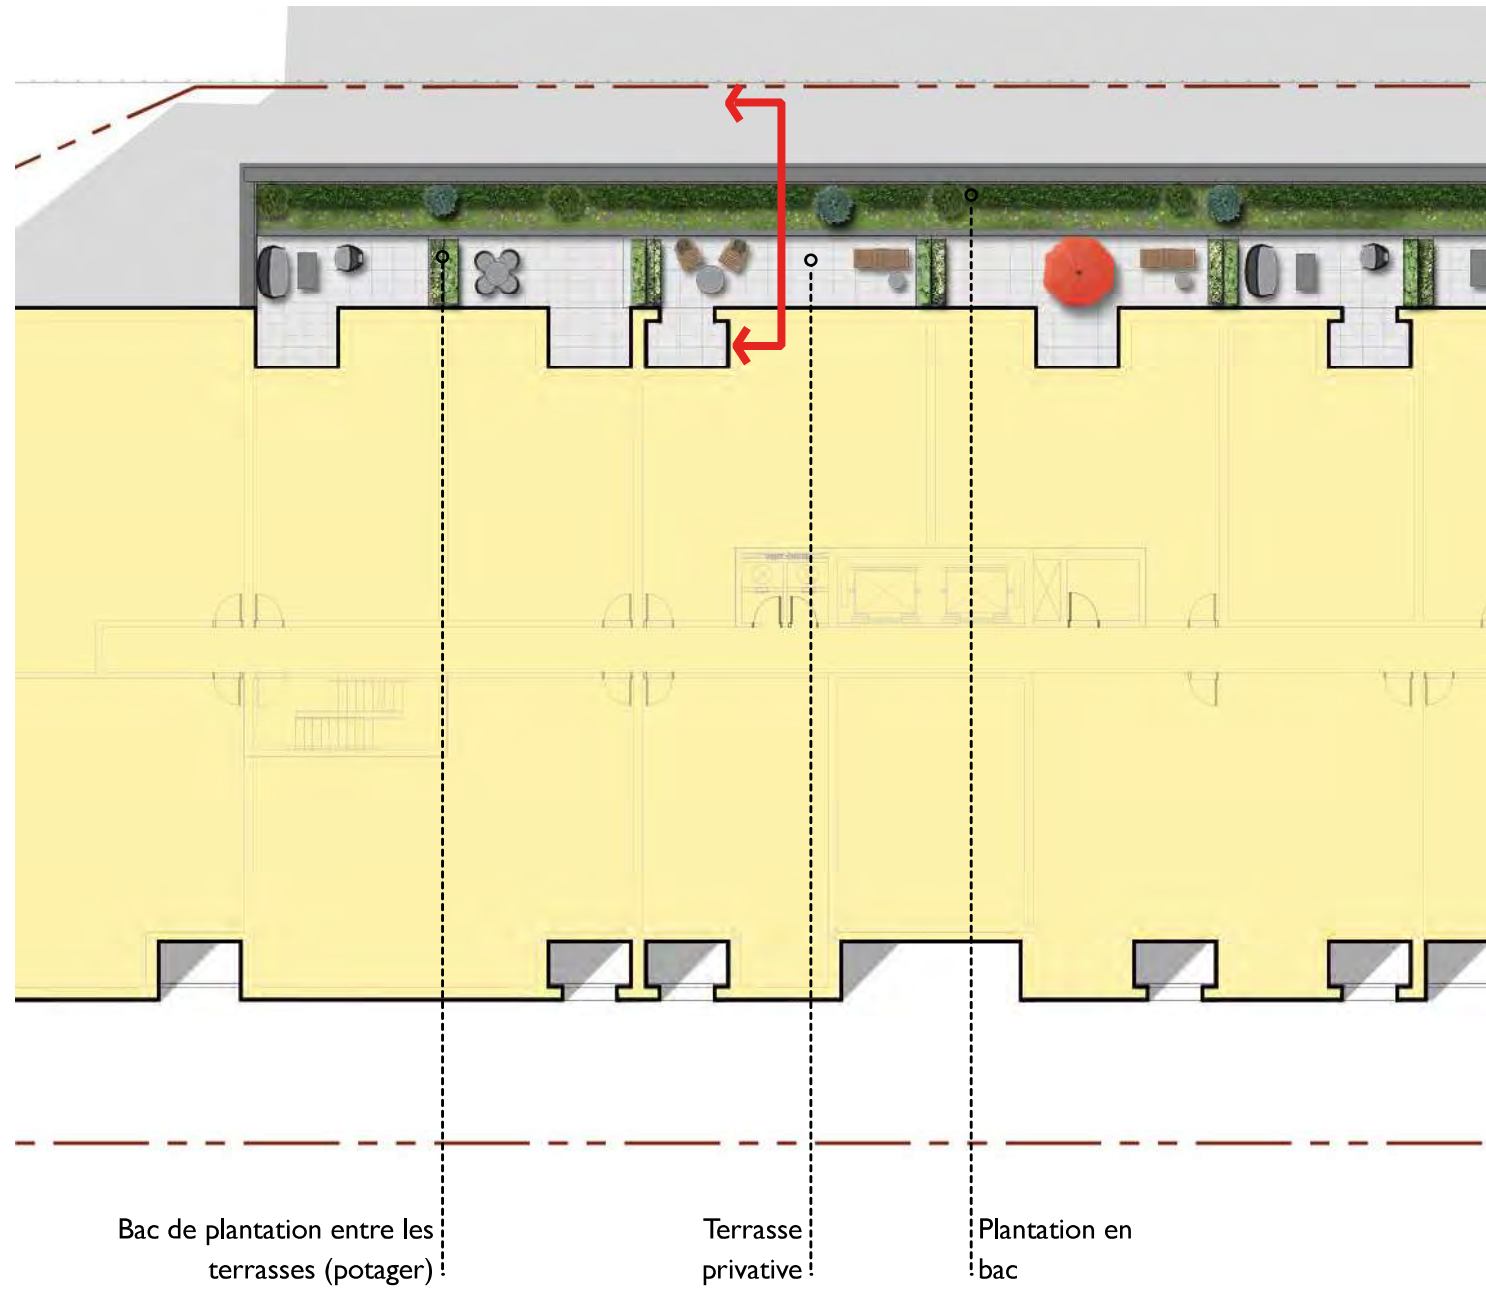 Bac de plantation entre les
terrasses (potager)
Terrasse
privative
Plantation en
bac